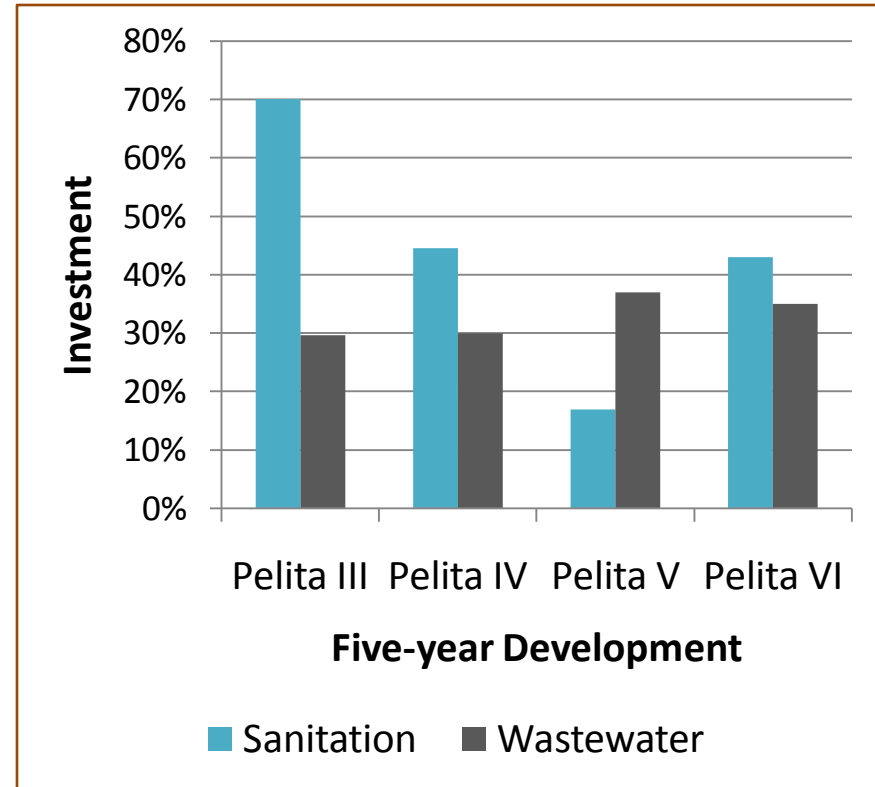 80%
70%
60%
50%
40%
30%
20%
10%
0%
Investment
Pelita III Pelita IV Pelita V Pelita VI
Five-year Development
Sanitation Wastewater